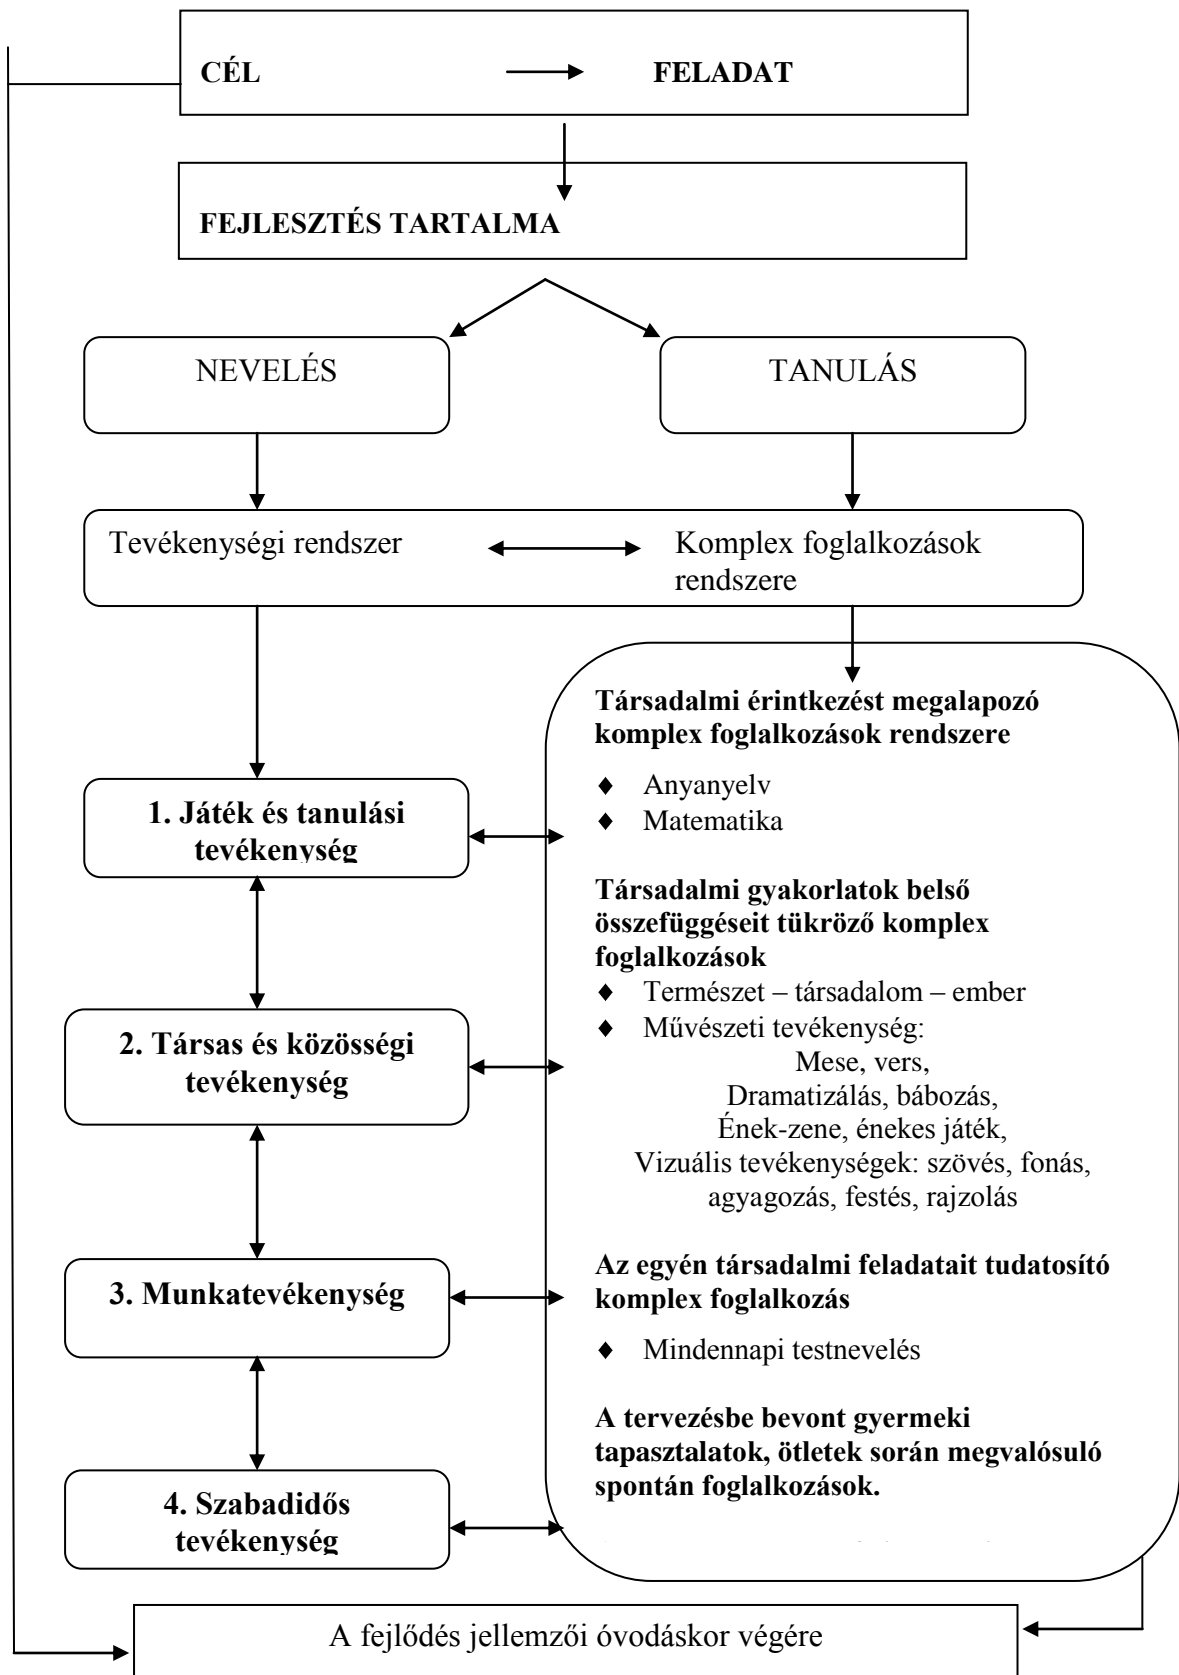 CÉL FELADAT
FEJLESZTÉS TARTALMA
NEVELÉS
TANULÁS
Tevékenységi rendszer
Komplex foglalkozások
rendszere
1. Játék és tanulási
tevékenység
2. Társas és közösségi
tevékenység
3. Munkatevékenység
4. Szabadidős
tevékenység
Társadalmi érintkezést megalapozó
komplex foglalkozások rendszere
♦ Anyanyelv
♦ Matematika
Társadalmi gyakorlatok belső
összefüggéseit tükröző komplex
foglalkozások
♦ Természet – társadalom – ember
♦ Művészeti tevékenység:
Mese, vers,
Dramatizálás, bábozás,
Ének-zene, énekes játék,
Vizuális tevékenységek: szövés, fonás,
agyagozás, festés, rajzolás
Az egyén társadalmi feladatait tudatosító
komplex foglalkozás
♦ Mindennapi testnevelés
A tervezésbe bevont gyermeki
tapasztalatok, ötletek során megvalósuló
spontán foglalkozások.
A fejlődés jellemzői óvodáskor végére